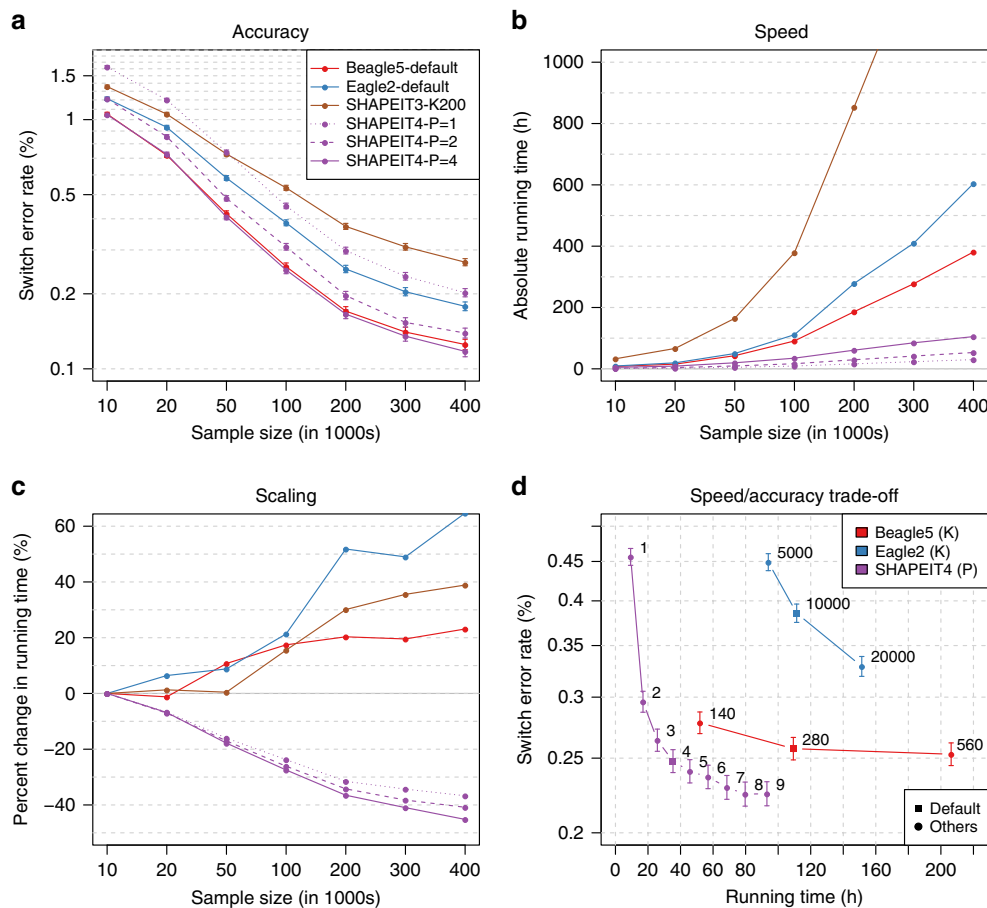 a
Accuracy
Switch error rate (%)
1.5
1
0.5
0.2
0.1
Beagle5-default
Eagle2-default
SHAPEIT3-K200
SHAPEIT4-P=1
SHAPEIT4-P=2
SHAPEIT4-P=4
10 20 50 100 200 300 400
Sample size (in 1000s)
b
Speed
Absolute running time (h)
1000
800
600
400
200
0
10 20 50 100 200 300 400
Sample size (in 1000s)
c
Scaling
Percent change in running time (%)
60
40
20
0
−20
−40
10 20 50 100 200 300 400
Sample size (in 1000s)
d
Speed/accuracy trade-off
Switch error rate (%)
0.45
0.4
0.35
0.3
0.25
0.2
Beagle5 (K)
Eagle2 (K)
SHAPEIT4 (P)
1
2
3
4
5
6
7
8
9
5000
10000
20000
140
280
560
Default
Others
0 20 40 60 80 120 160 200
Running time (h)